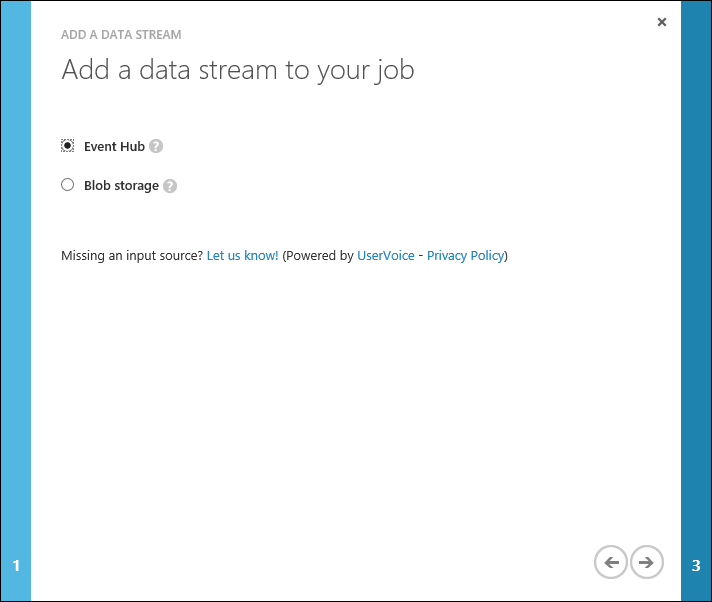 ADD A DATA STREAM
Add a data stream to your job
Event Hub ?
Blob storage ?
Missing an input source? Let us know! (Powered by UserVoice - Privacy Policy)
1
3